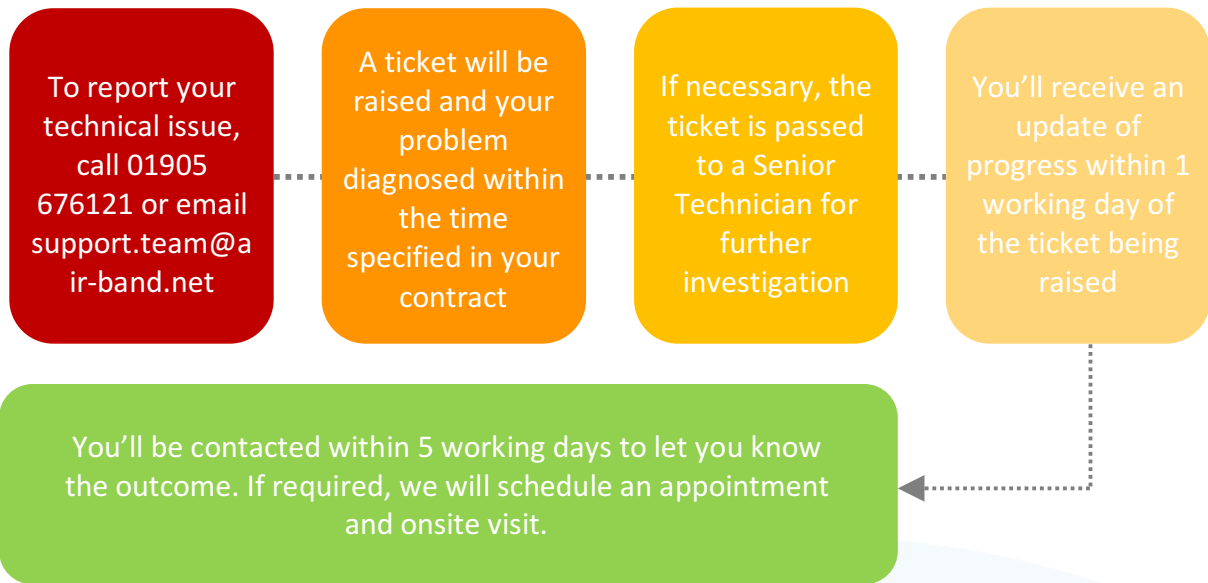 To report your
technical issue,
call 01905
676121 or email
support.team@a
ir-band.net
A ticket will be
raised and your
problem
diagnosed within
the time
specified in your
contract
If necessary, the
ticket is passed
to a Senior
Technician for
further
investigation
You’ll receive an
update of
progress within 1
working day of
the ticket being
raised
You’ll be contacted within 5 working days to let you know
the outcome. If required, we will schedule an appointment
and onsite visit.